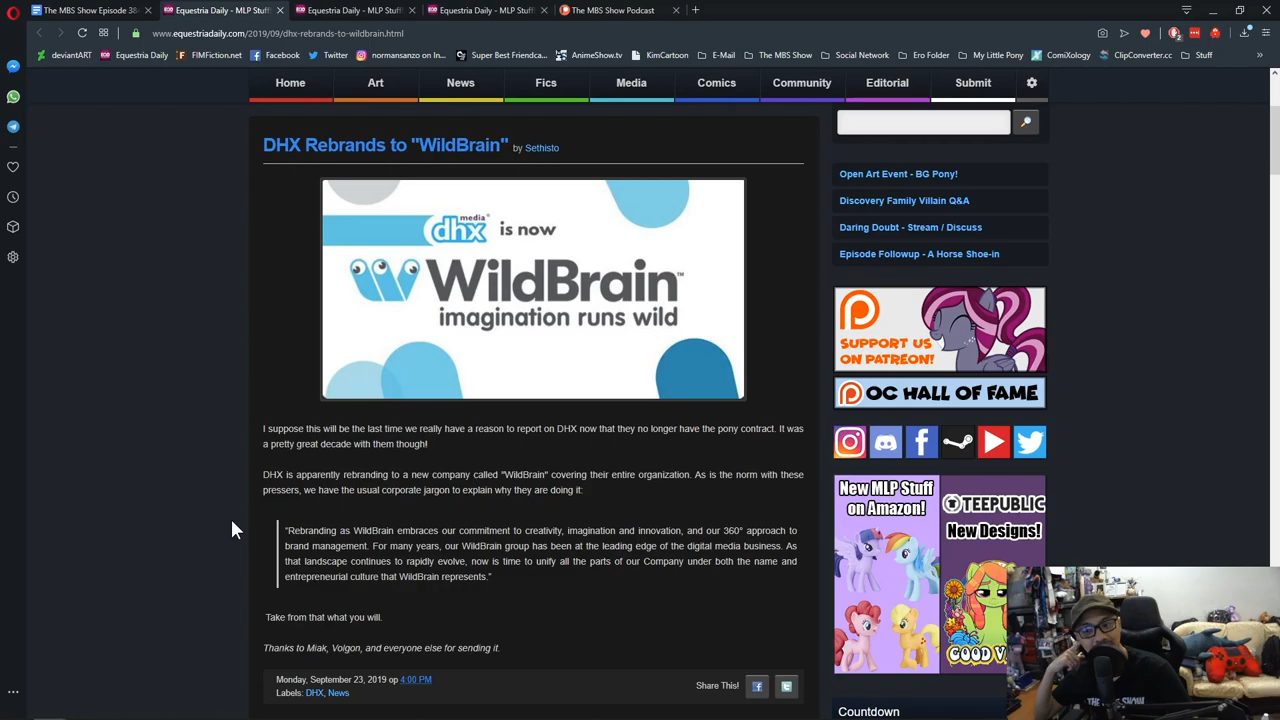 The MBS Show Episode 38
Equestria Daily - MLP Stuff!
Equestria Daily - MLP Stuff!
Equestria Daily - MLP Stuff!
The MBS Show Podcast
www.equestriadaily.com/2019/09/dhx-rebrands-to-wildbrain.html
deviantART
Equestria Daily
FIMFiction.net
Facebook
Twitter
normansanzo on Ins
Super Best Friendca
AnimeShow.tv
KimCartoon
E-Mail
The MBS Show
Social Network
Ero Folder
My Little Pony
ComiXology
ClipConverter.cc
Stuff
Home
Art
News
Fics
Media
Comics
Community
Editorial
Submit
DHX Rebrands to "WildBrain" by Sethisto
dhx media is now
WildBrain™
imagination runs wild
I suppose this will be the last time we really have a reason to report on DHX now that they no longer have the pony contract. It was
a pretty great decade with them though!
DHX is apparently rebranding to a new company called "WildBrain" covering their entire organization. As is the norm with these
pressers, we have the usual corporate jargon to explain why they are doing it:
"Rebranding as WildBrain embraces our commitment to creativity, imagination and innovation, and our 360° approach to
brand management. For many years, our WildBrain group has been at the leading edge of the digital media business. As
that landscape continues to rapidly evolve, now is time to unify all the parts of our Company under both the name and
entrepreneurial culture that WildBrain represents."
Take from that what you will.
Thanks to Miak, Volgon, and everyone else for sending it.
Monday, September 23, 2019 op 4:00 PM
Labels: DHX, News
Share This!
Open Art Event - BG Pony!
Discovery Family Villain Q&A
Daring Doubt - Stream / Discuss
Episode Followup - A Horse Shoe-in
SUPPORT US
ON PATREON!
OC HALL OF FAME
New MLP Stuff
on Amazon!
TEEPUBLIC
New Designs!
GOOD V
Countdown